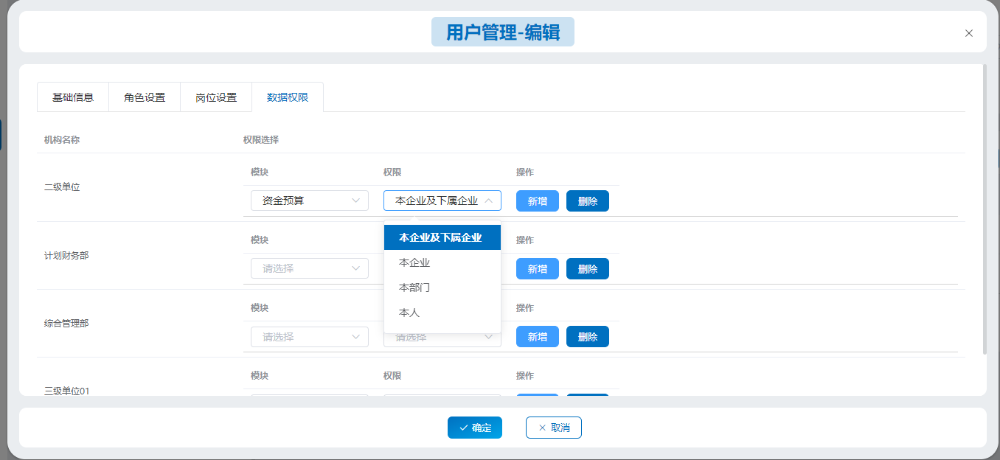 用户管理-编辑
基础信息 角色设置 岗位设置 数据权限
机构名称 权限选择
模块 权限 操作
二级单位
资金预算 本企业及下属企业 新增 删除
本企业及下属企业
模块 操作
计划财务部
本企业
请选择 新增 删除
本部门
模块 操作
本人
综合管理部
请选择 请选择 新增 删除
模块 权限 操作
三级单位01
确定 取消